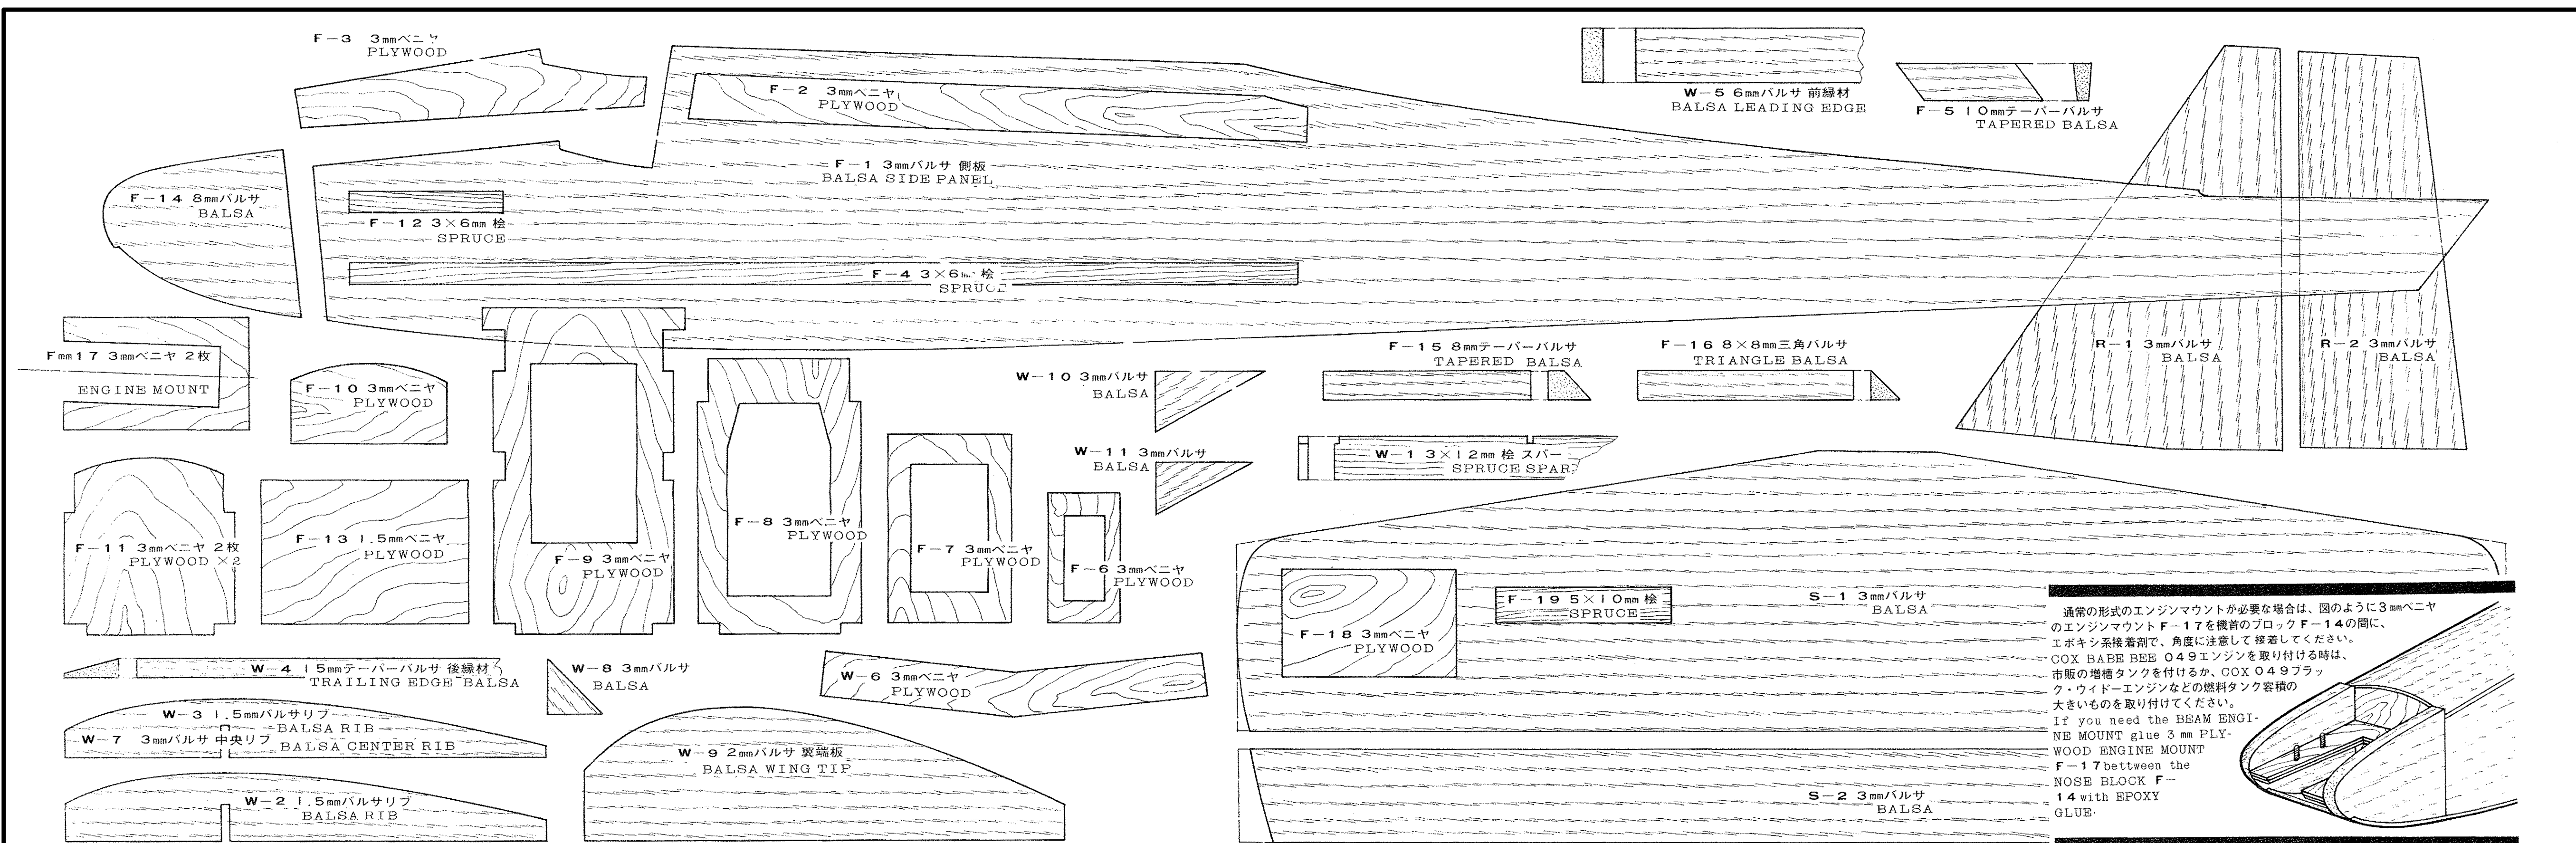 F-3 3mmベニヤ
PLYWOOD
F-2 3mmベニヤ
PLYWOOD
W-5 6mmバルサ 前縁材
BALSA LEADING EDGE
F-5 10mmテーパーバルサ
TAPERED BALSA
F-1 3mmバルサ 側板
BALSA SIDE PANEL
F-14 8mmバルサ
BALSA
F-12 3×6mm 桧
SPRUCE
F-4 3×6mm 桧
SPRUCE
Fmm17 3mmベニヤ 2枚
ENGINE MOUNT
F-10 3mmベニヤ
PLYWOOD
W-10 3mmバルサ
BALSA
F-15 8mmテーパーバルサ
TAPERED BALSA
F-16 8×8mm三角バルサ
TRIANGLE BALSA
R-1 3mmバルサ
BALSA
R-2 3mmバルサ
BALSA
W-11 3mmバルサ
BALSA
W-1 3×12mm 桧 スパー
SPRUCE SPAR
F-11 3mmベニヤ 2枚
PLYWOOD ×2
F-13 1.5mmベニヤ
PLYWOOD
F-9 3mmベニヤ
PLYWOOD
F-8 3mmベニヤ
PLYWOOD
F-7 3mmベニヤ
PLYWOOD
F-6 3mmベニヤ
PLYWOOD
F-18 3mmベニヤ
PLYWOOD
F-19 5×10mm 桧
SPRUCE
S-1 3mmバルサ
BALSA
W-4 15mmテーパーバルサ 後縁材
TRAILING EDGE BALSA
W-8 3mmバルサ
BALSA
W-6 3mmベニヤ
PLYWOOD
W-3 1.5mmバルサリブ
BALSA RIB
W-7 3mmバルサ 中央リブ
BALSA CENTER RIB
W-9 2mmバルサ 翼端板
BALSA WING TIP
W-2 1.5mmバルサリブ
BALSA RIB
S-2 3mmバルサ
BALSA
通常の形式のエンジンマウントが必要な場合は、図のように3mmベニヤ
のエンジンマウントF-17を機首のブロックF-14の間に、
エポキシ系接着剤で、角度に注意して接着してください。
COX BABE BEE 049エンジンを取り付ける時は、
市販の増槽タンクを付けるか、COX 049ブラッ
ク・ウイドーエンジンなどの燃料タンク容積の
大きいものを取り付けてください。
If you need the BEAM ENGI-
NE MOUNT glue 3 mm PLY-
WOOD ENGINE MOUNT
F-17 bettween the
NOSE BLOCK F-
14 with EPOXY
GLUE.